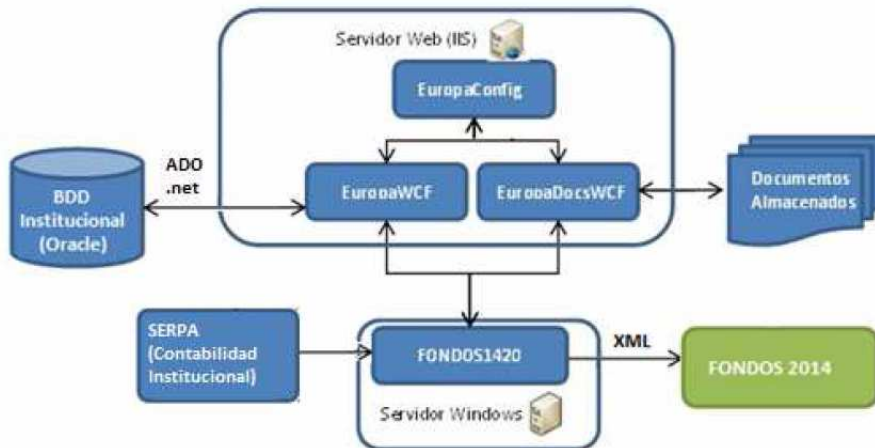 Servidor Web (IIS)
EuropaConfig
ADO
.net
BDD
Institucional
(Oracle)
EuropaWCF
EuropaDocsWCF
Documentos
Almacenados
SERPA
(Contabilidad
Institucional)
FONDOS1420
XML
FONDOS 2014
Servidor Windows